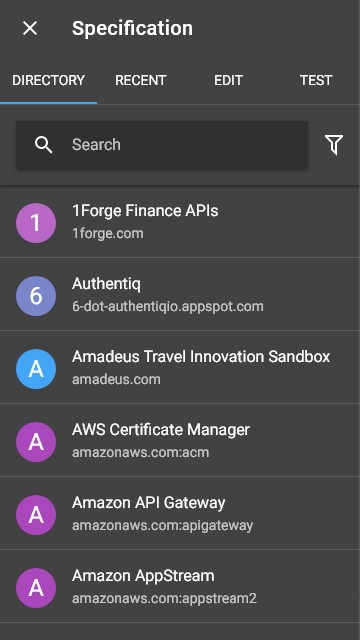 Specification
DIRECTORY RECENT EDIT TEST
Search
1
1Forge Finance APIs
1forge.com
6
Authentiq
6-dot-authentiqio.appspot.com
A
Amadeus Travel Innovation Sandbox
amadeus.com
A
AWS Certificate Manager
amazonaws.com:acm
A
Amazon API Gateway
amazonaws.com:apigateway
A
Amazon AppStream
amazonaws.com:appstream2